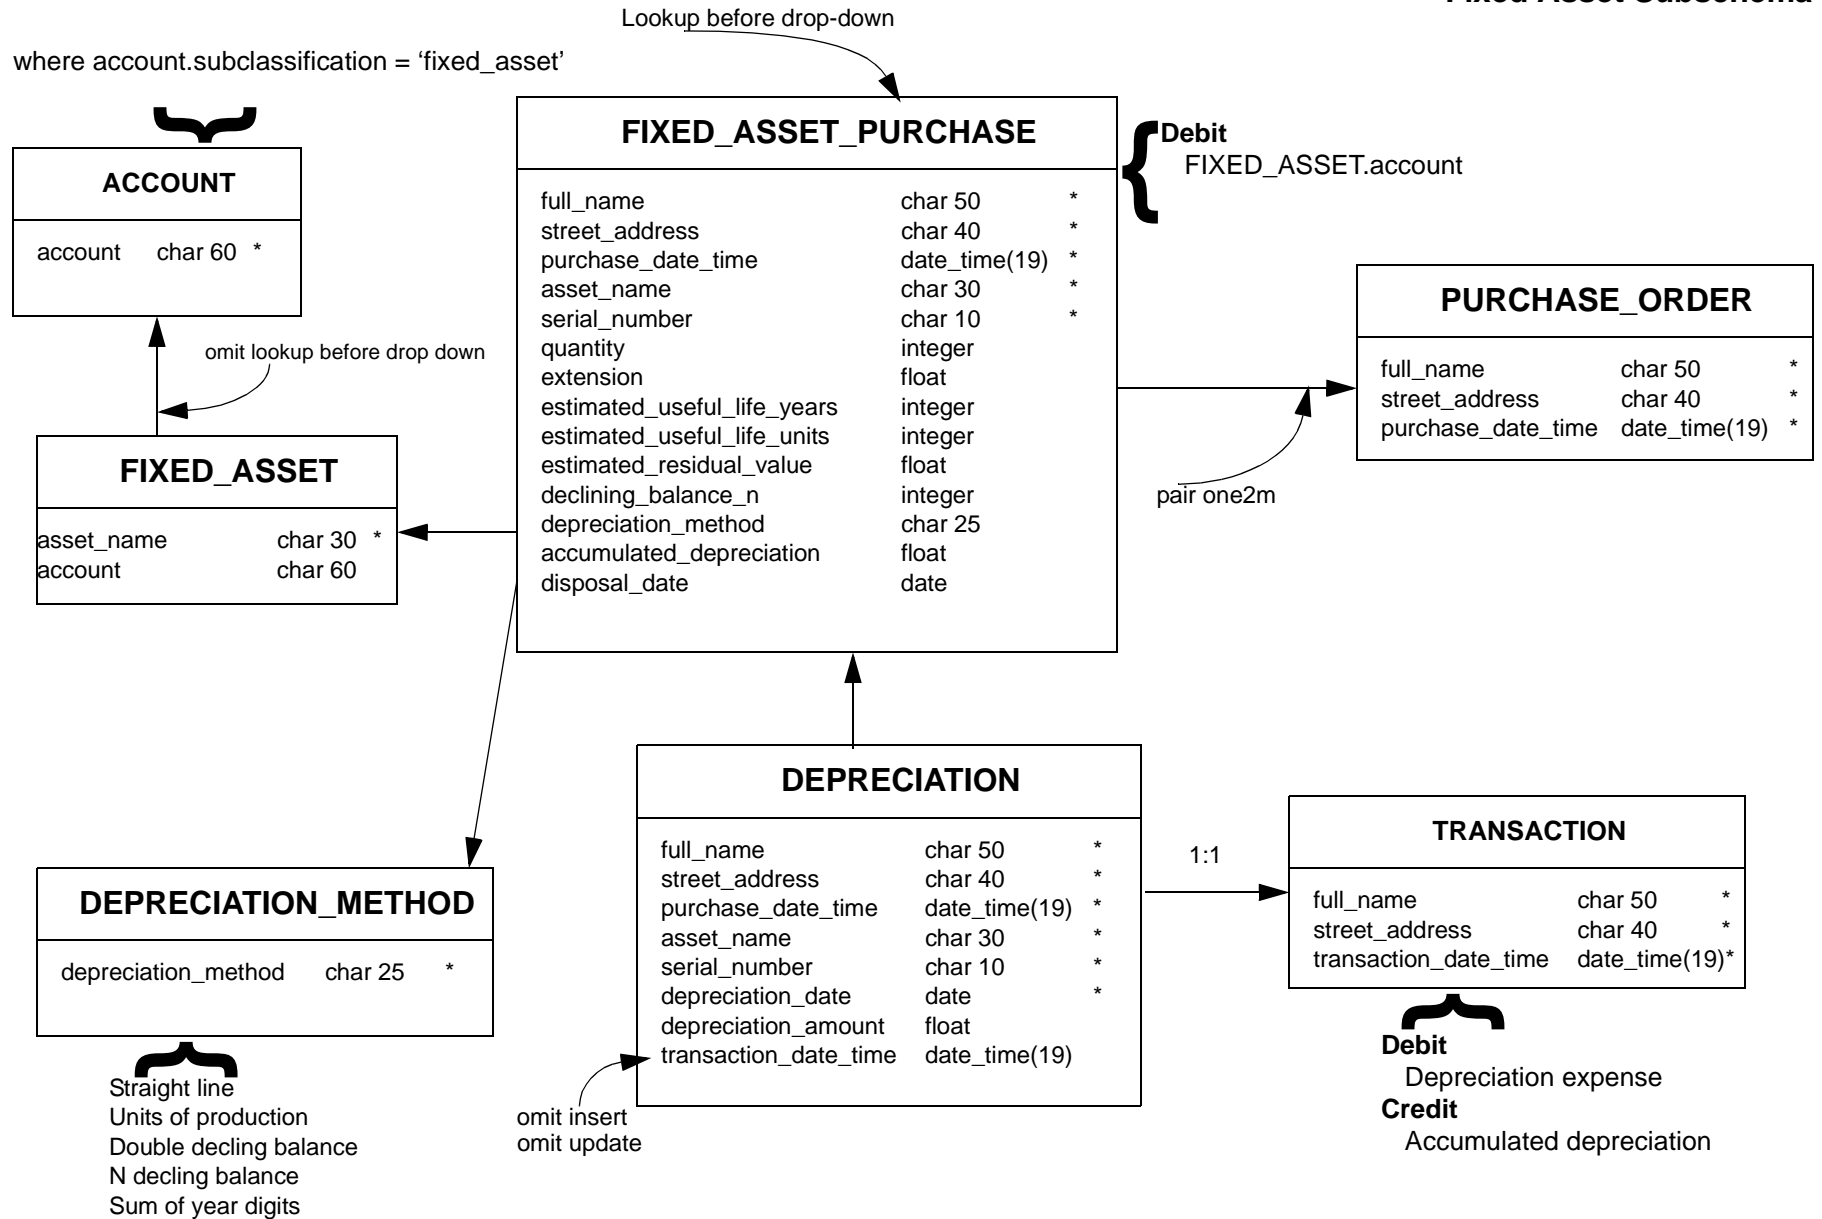 Fixed Asset Subschema
Lookup before drop-down
where account.subclassification = ‘fixed_asset’
ACCOUNT
account char 60 *
omit lookup before drop down
FIXED_ASSET
asset_name char 30 *
account char 60
FIXED_ASSET_PURCHASE
full_name char 50 *
street_address char 40 *
purchase_date_time date_time(19) *
asset_name char 30 *
serial_number char 10 *
quantity integer
extension float
estimated_useful_life_years integer
estimated_useful_life_units integer
estimated_residual_value float
declining_balance_n integer
depreciation_method char 25
accumulated_depreciation float
disposal_date date
Debit
FIXED_ASSET.account
PURCHASE_ORDER
full_name char 50 *
street_address char 40 *
purchase_date_time date_time(19) *
pair one2m
DEPRECIATION_METHOD
depreciation_method char 25 *
Straight line
Units of production
Double decling balance
N decling balance
Sum of year digits
DEPRECIATION
full_name char 50 *
street_address char 40 *
purchase_date_time date_time(19) *
asset_name char 30 *
serial_number char 10 *
depreciation_date date *
depreciation_amount float
transaction_date_time date_time(19)
omit insert
omit update
1:1
TRANSACTION
full_name char 50 *
street_address char 40 *
transaction_date_time date_time(19)*
Debit
Depreciation expense
Credit
Accumulated depreciation